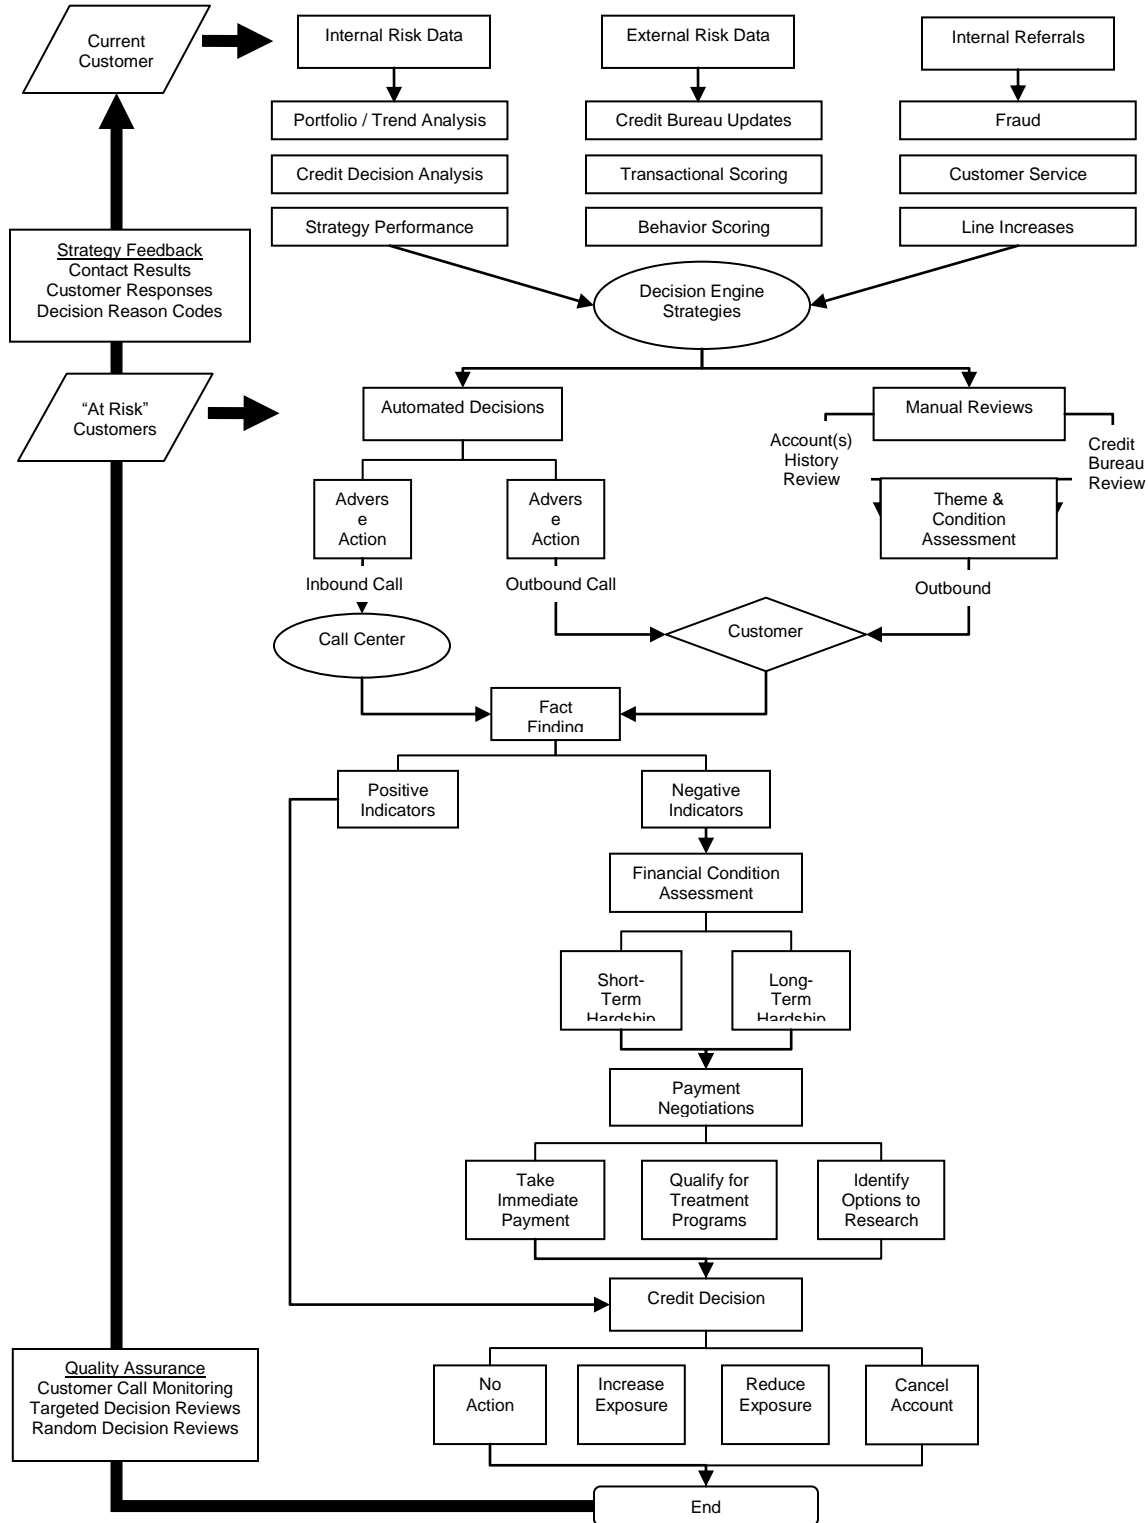 Current
Customer
Internal Risk Data
External Risk Data
Internal Referrals
Portfolio / Trend Analysis
Credit Bureau Updates
Fraud
Credit Decision Analysis
Transactional Scoring
Customer Service
Strategy Performance
Behavior Scoring
Line Increases
Strategy Feedback
Contact Results
Customer Responses
Decision Reason Codes
Decision Engine
Strategies
“At Risk”
Customers
Automated Decisions
Manual Reviews
Account(s)
History
Review
Credit
Bureau
Review
Advers
e
Action
Advers
e
Action
Theme &
Condition
Assessment
Inbound Call
Outbound Call
Outbound
Call Center
Customer
Fact
Finding
Positive
Indicators
Negative
Indicators
Financial Condition
Assessment
Short-
Term
Hardship
Long-
Term
Hardship
Payment
Negotiations
Take
Immediate
Payment
Qualify for
Treatment
Programs
Identify
Options to
Research
Credit Decision
Quality Assurance
Customer Call Monitoring
Targeted Decision Reviews
Random Decision Reviews
No
Action
Increase
Exposure
Reduce
Exposure
Cancel
Account
End